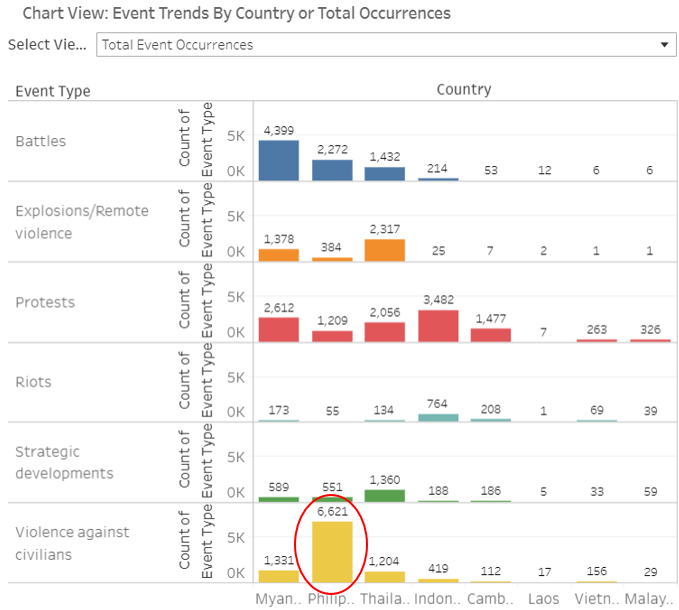 Chart View: Event Trends By Country or Total Occurrences
Select Vie... Total Event Occurrences
Event Type Country
Battles
Count of
Event Type
5K
0K
4,399 2,272 1,432 214 53 12 6 6
Explosions/Remote
violence
Count of
Event Type
5K
0K
1,378 384 2,317 25 7 2 1 1
Protests
Count of
Event Type
5K
0K
2,612 1,209 2,056 3,482 1,477 7 263 326
Riots
Count of
Event Type
5K
0K
173 55 134 764 208 1 69 39
Strategic
developments
Count of
Event Type
5K
0K
589 551 1,360 188 186 5 33 59
Violence against
civilians
Count of
Event Type
5K
0K
1,331 6,621 1,204 419 112 17 156 29
Myan.. Philip.. Thaila.. Indon.. Camb.. Laos Vietn.. Malay..